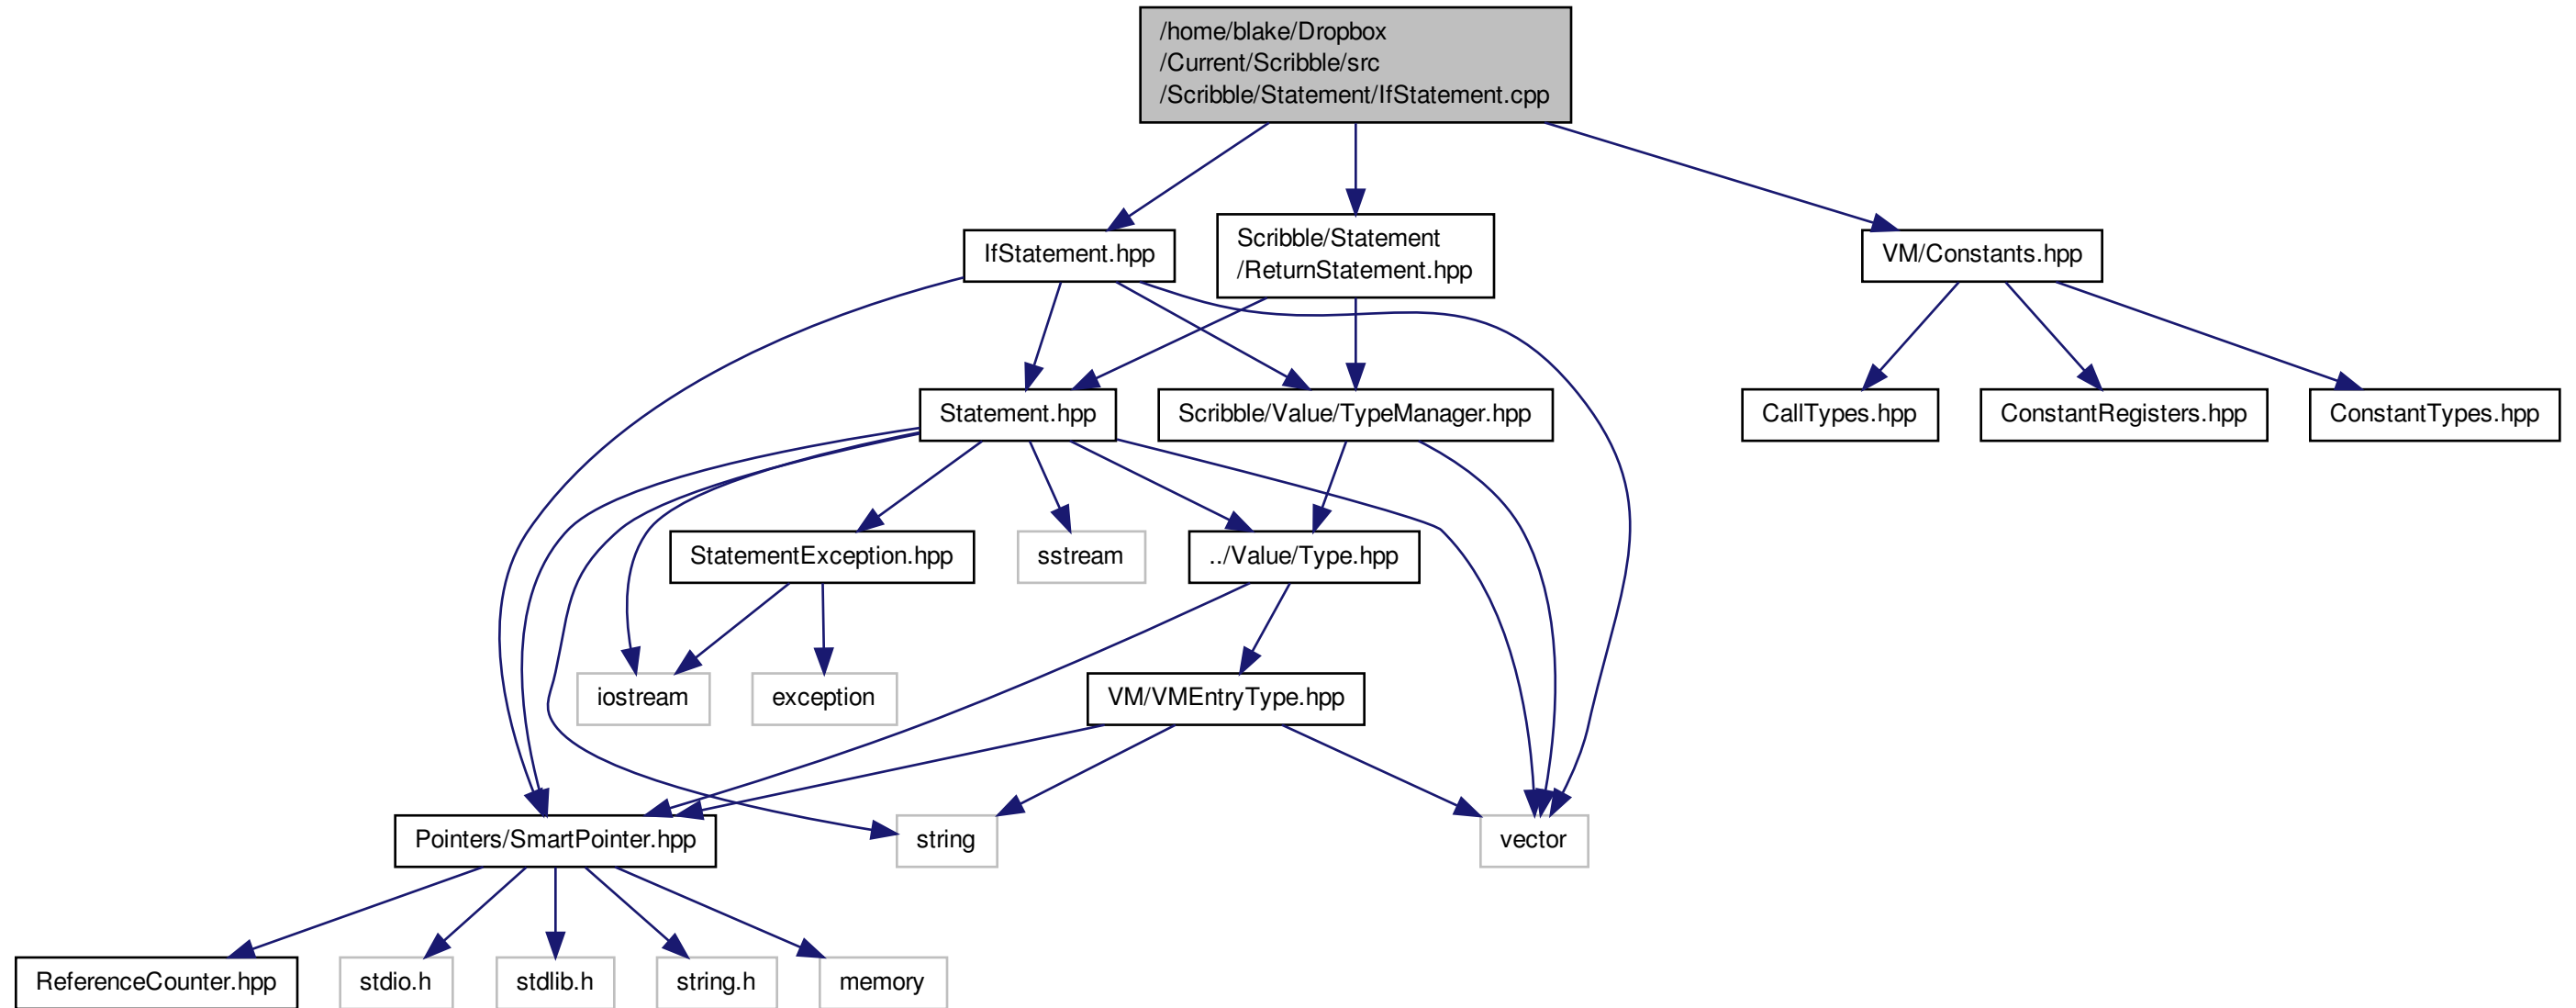 /home/blake/Dropbox
/Current/Scribble/src
/Scribble/Statement/IfStatement.cpp
IfStatement.hpp
Scribble/Statement
/ReturnStatement.hpp
VM/Constants.hpp
Statement.hpp
Scribble/Value/TypeManager.hpp
CallTypes.hpp
ConstantRegisters.hpp
ConstantTypes.hpp
StatementException.hpp
sstream
../Value/Type.hpp
iostream
exception
VM/VMEntryType.hpp
Pointers/SmartPointer.hpp
string
vector
ReferenceCounter.hpp
stdio.h
stdlib.h
string.h
memory